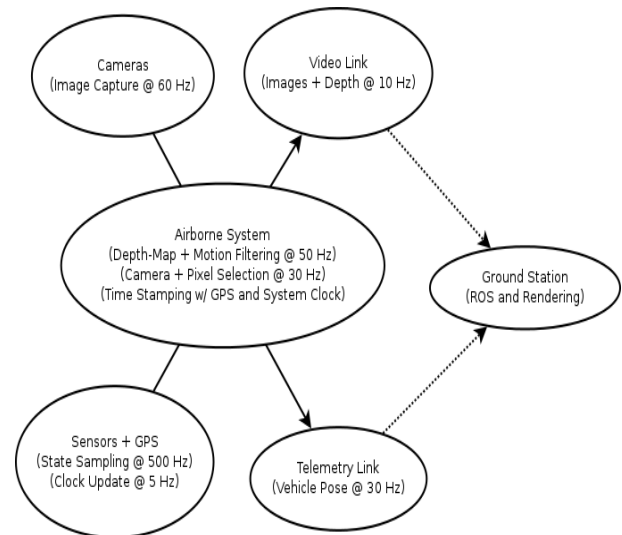 Cameras
(Image Capture @ 60 Hz)
Video Link
(Images + Depth @ 10 Hz)
Airborne System
(Depth-Map + Motion Filtering @ 50 Hz)
(Camera + Pixel Selection @ 30 Hz)
(Time Stamping w/ GPS and System Clock)
Ground Station
(ROS and Rendering)
Sensors + GPS
(State Sampling @ 500 Hz)
(Clock Update @ 5 Hz)
Telemetry Link
(Vehicle Pose @ 30 Hz)